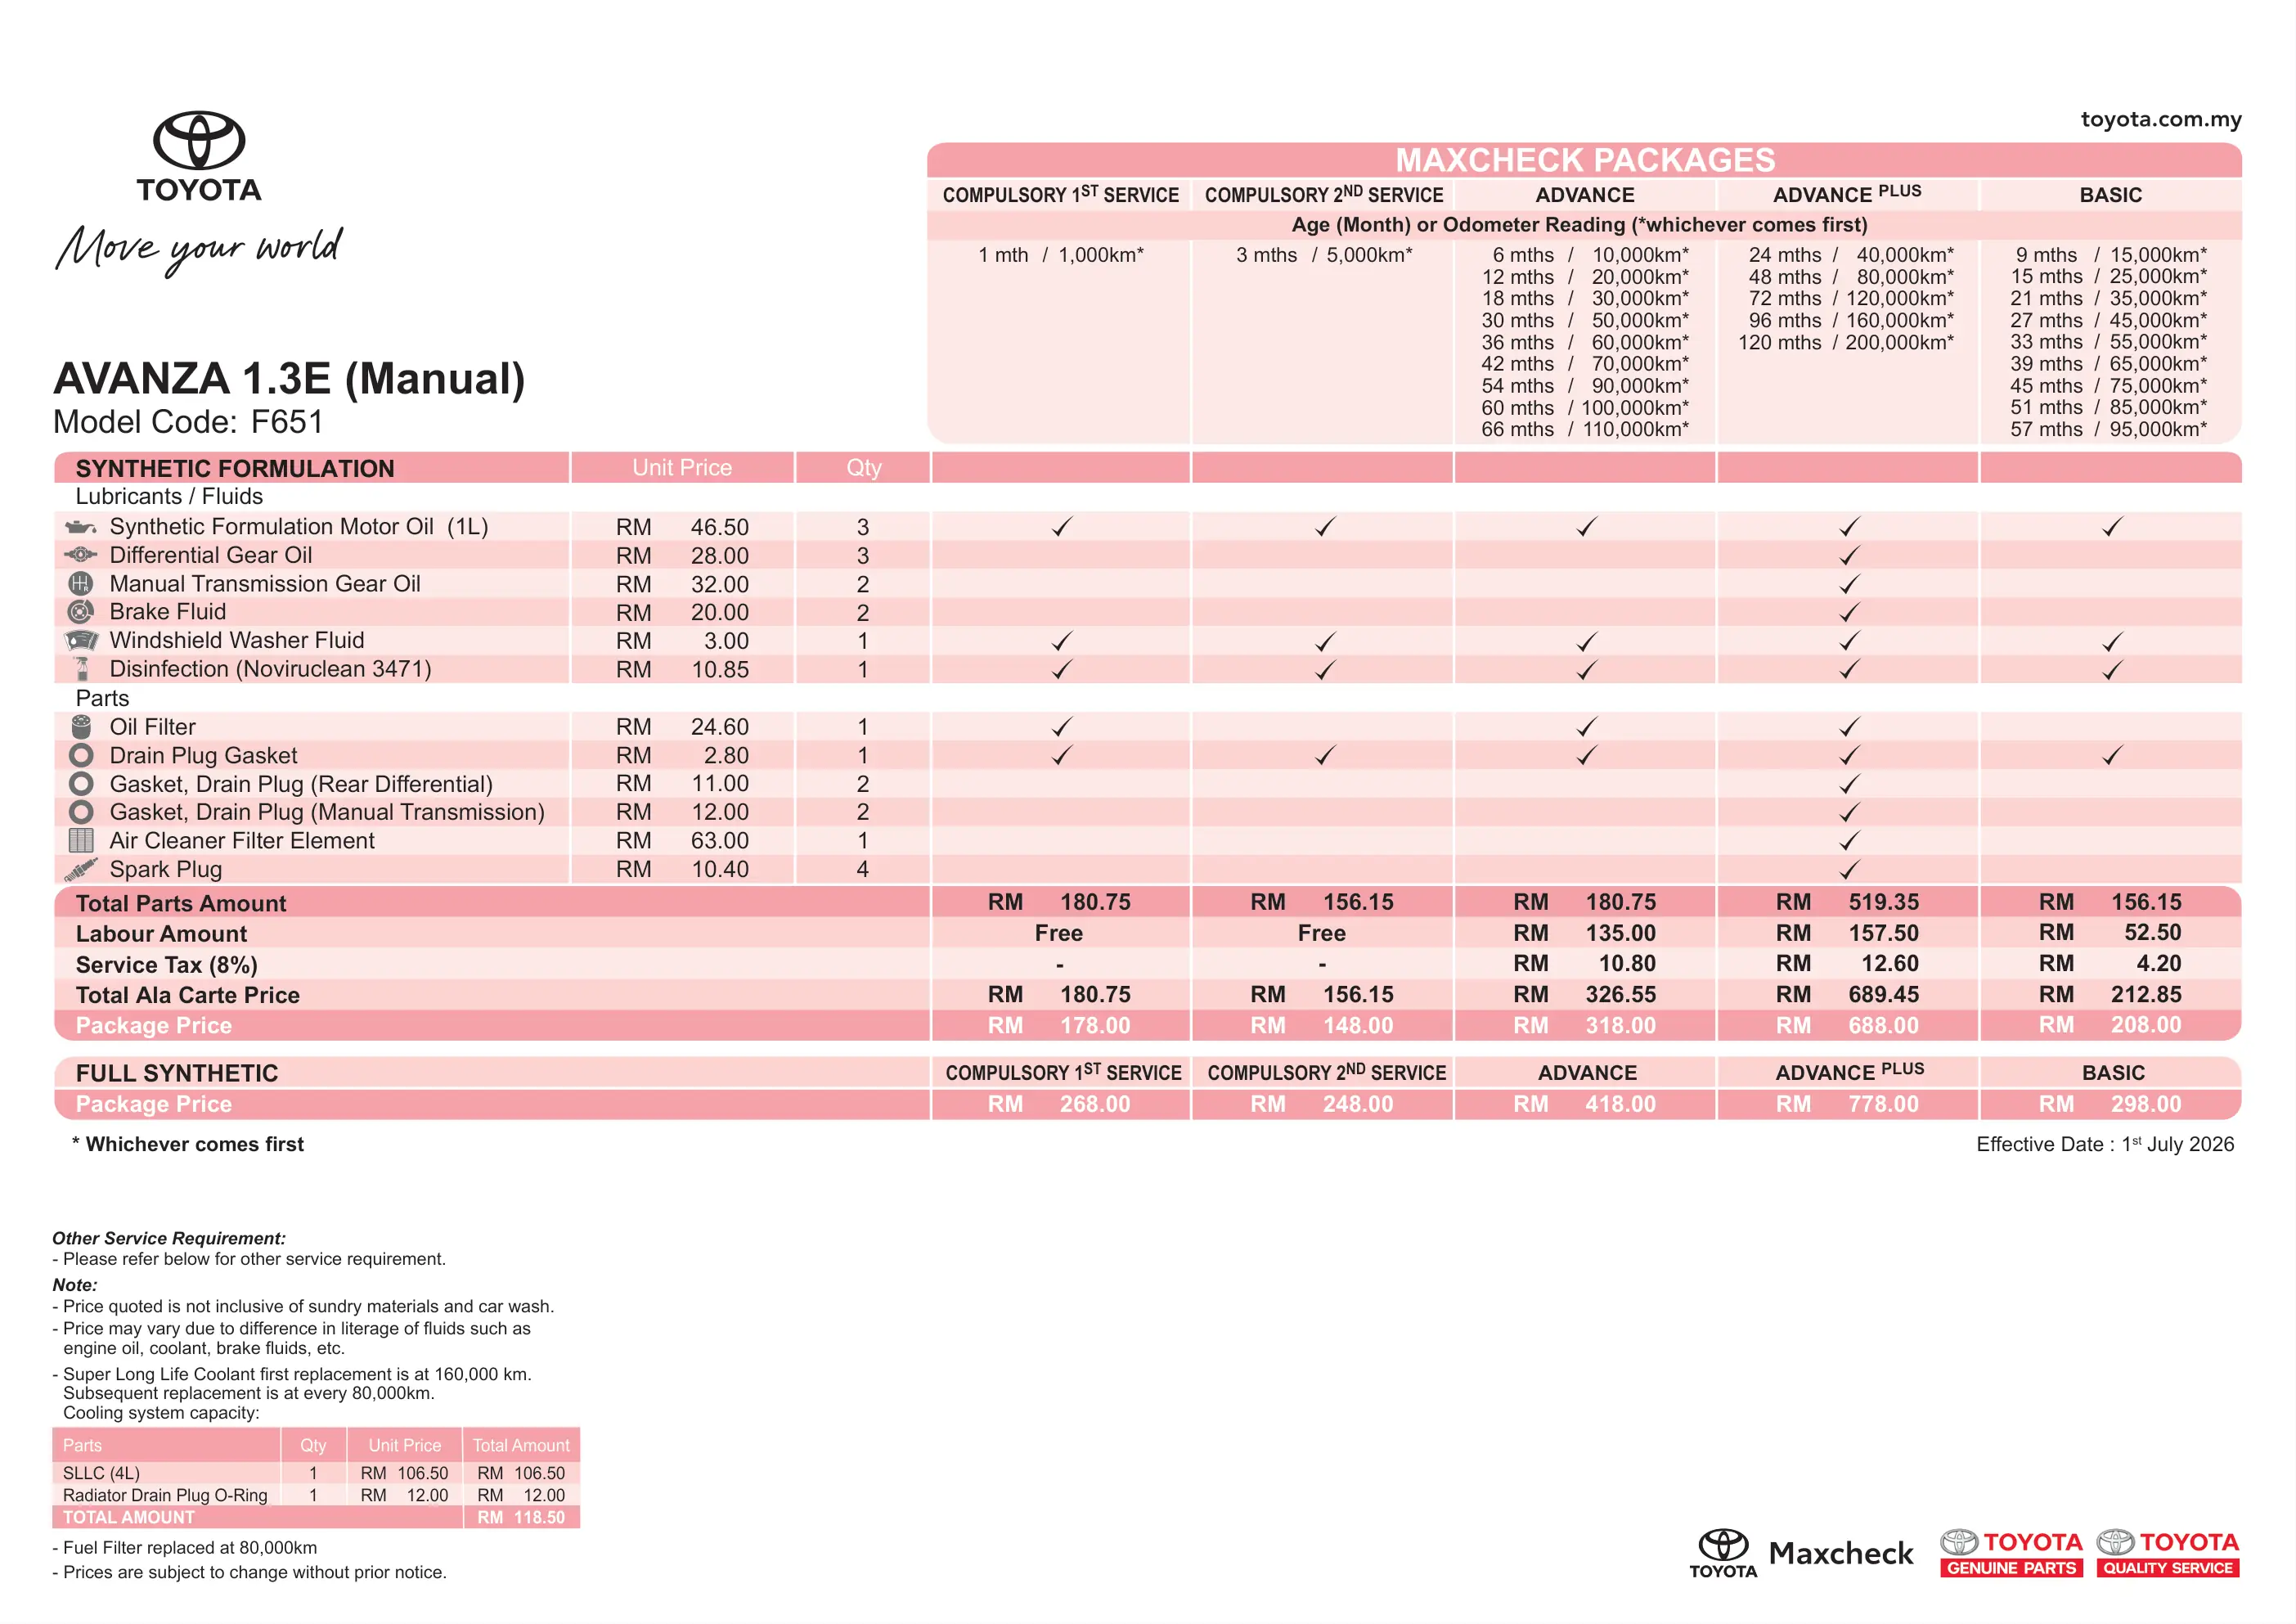 toyota.com.my
TOYOTA
Move your world
AVANZA 1.3E (Manual)
Model Code: F651
MAXCHECK PACKAGES
COMPULSORY 1ST SERVICE COMPULSORY 2ND SERVICE ADVANCE ADVANCE PLUS BASIC
Age (Month) or Odometer Reading (*whichever comes first)
1 mth / 1,000km* 3 mths / 5,000km* 6 mths / 10,000km* 24 mths / 40,000km* 9 mths / 15,000km*
12 mths / 20,000km* 48 mths / 80,000km* 15 mths / 25,000km*
18 mths / 30,000km* 72 mths / 120,000km* 21 mths / 35,000km*
30 mths / 50,000km* 96 mths / 160,000km* 27 mths / 45,000km*
36 mths / 60,000km* 120 mths / 200,000km* 33 mths / 55,000km*
42 mths / 70,000km* 39 mths / 65,000km*
54 mths / 90,000km* 45 mths / 75,000km*
60 mths / 100,000km* 51 mths / 85,000km*
66 mths / 110,000km* 57 mths / 95,000km*
SYNTHETIC FORMULATION Unit Price Qty
Lubricants / Fluids
Synthetic Formulation Motor Oil (1L) RM 46.50 3 ✓ ✓ ✓ ✓ ✓
Differential Gear Oil RM 28.00 3 ✓
Manual Transmission Gear Oil RM 32.00 2 ✓
Brake Fluid RM 20.00 2 ✓
Windshield Washer Fluid RM 3.00 1 ✓ ✓ ✓ ✓ ✓
Disinfection (Noviruclean 3471) RM 10.85 1 ✓ ✓ ✓ ✓ ✓
Parts
Oil Filter RM 24.60 1 ✓ ✓ ✓
Drain Plug Gasket RM 2.80 1 ✓ ✓ ✓ ✓ ✓
Gasket, Drain Plug (Rear Differential) RM 11.00 2 ✓
Gasket, Drain Plug (Manual Transmission) RM 12.00 2 ✓
Air Cleaner Filter Element RM 63.00 1 ✓
Spark Plug RM 10.40 4 ✓
Total Parts Amount RM 180.75 RM 156.15 RM 180.75 RM 519.35 RM 156.15
Labour Amount Free Free RM 135.00 RM 157.50 RM 52.50
Service Tax (8%) - - RM 10.80 RM 12.60 RM 4.20
Total Ala Carte Price RM 180.75 RM 156.15 RM 326.55 RM 689.45 RM 212.85
Package Price RM 178.00 RM 148.00 RM 318.00 RM 688.00 RM 208.00
FULL SYNTHETIC COMPULSORY 1ST SERVICE COMPULSORY 2ND SERVICE ADVANCE ADVANCE PLUS BASIC
Package Price RM 268.00 RM 248.00 RM 418.00 RM 778.00 RM 298.00
* Whichever comes first
Effective Date : 1st July 2026
Other Service Requirement:
- Please refer below for other service requirement.
Note:
- Price quoted is not inclusive of sundry materials and car wash.
- Price may vary due to difference in literage of fluids such as
engine oil, coolant, brake fluids, etc.
- Super Long Life Coolant first replacement is at 160,000 km.
Subsequent replacement is at every 80,000km.
Cooling system capacity:
Parts Qty Unit Price Total Amount
SLLC (4L) 1 RM 106.50 RM 106.50
Radiator Drain Plug O-Ring 1 RM 12.00 RM 12.00
TOTAL AMOUNT RM 118.50
- Fuel Filter replaced at 80,000km
- Prices are subject to change without prior notice.
TOYOTA Maxcheck
TOYOTA GENUINE PARTS
TOYOTA QUALITY SERVICE